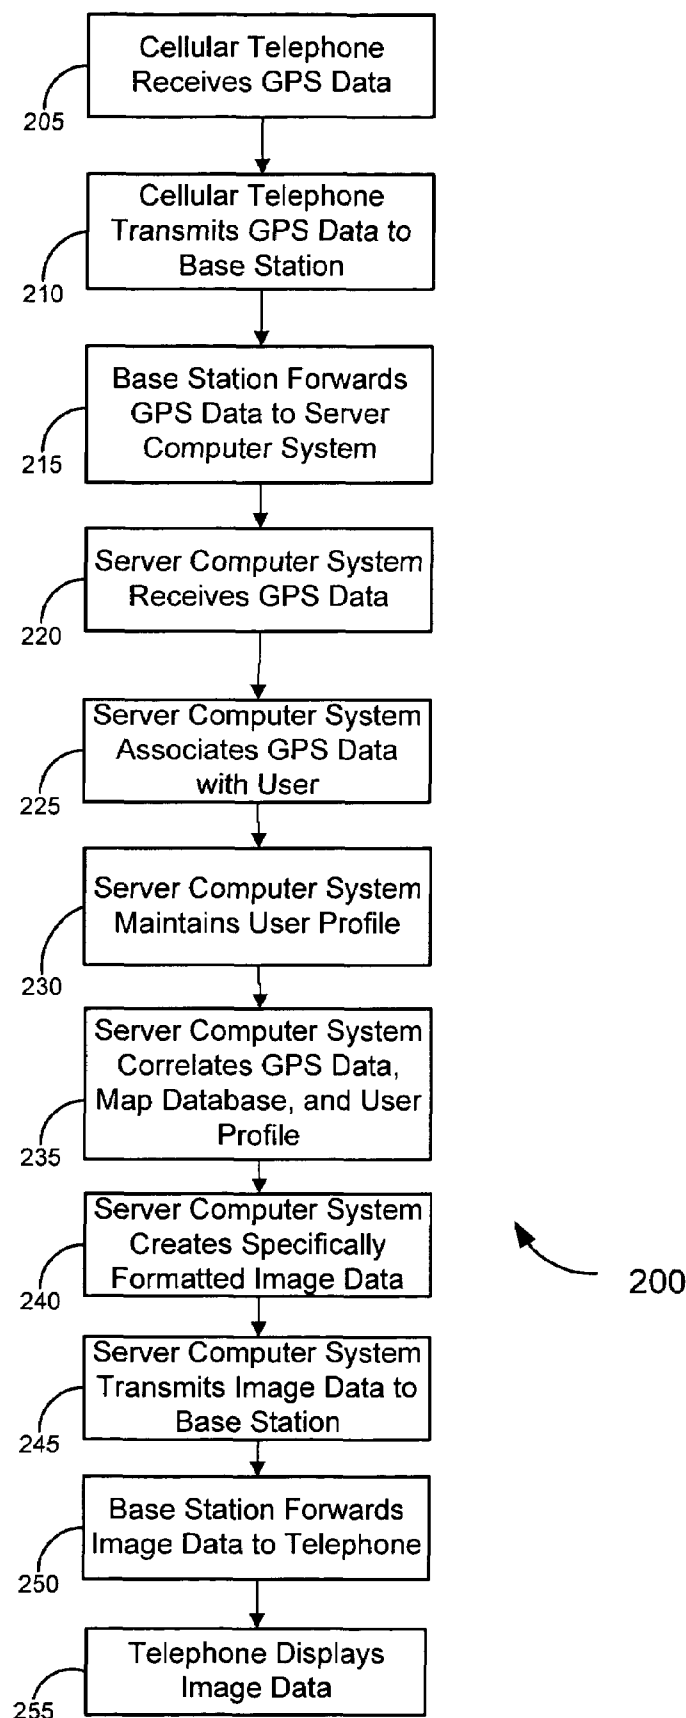 Cellular Telephone
Receives GPS Data
205
Cellular Telephone
Transmits GPS Data to
Base Station
210
Base Station Forwards
GPS Data to Server
Computer System
215
Server Computer System
Receives GPS Data
220
Server Computer System
Associates GPS Data
with User
225
Server Computer System
Maintains User Profile
230
Server Computer System
Correlates GPS Data,
Map Database, and User
Profile
235
Server Computer System
Creates Specifically
Formatted Image Data
240
200
Server Computer System
Transmits Image Data to
Base Station
245
Base Station Forwards
Image Data to Telephone
250
Telephone Displays
Image Data
255